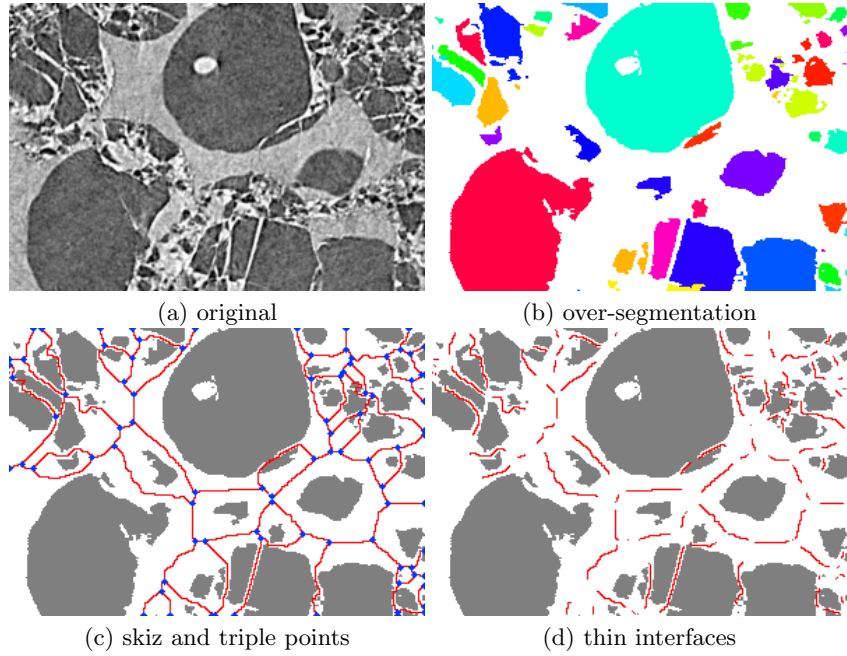 (a) original
(b) over-segmentation
(c) skiz and triple points
(d) thin interfaces